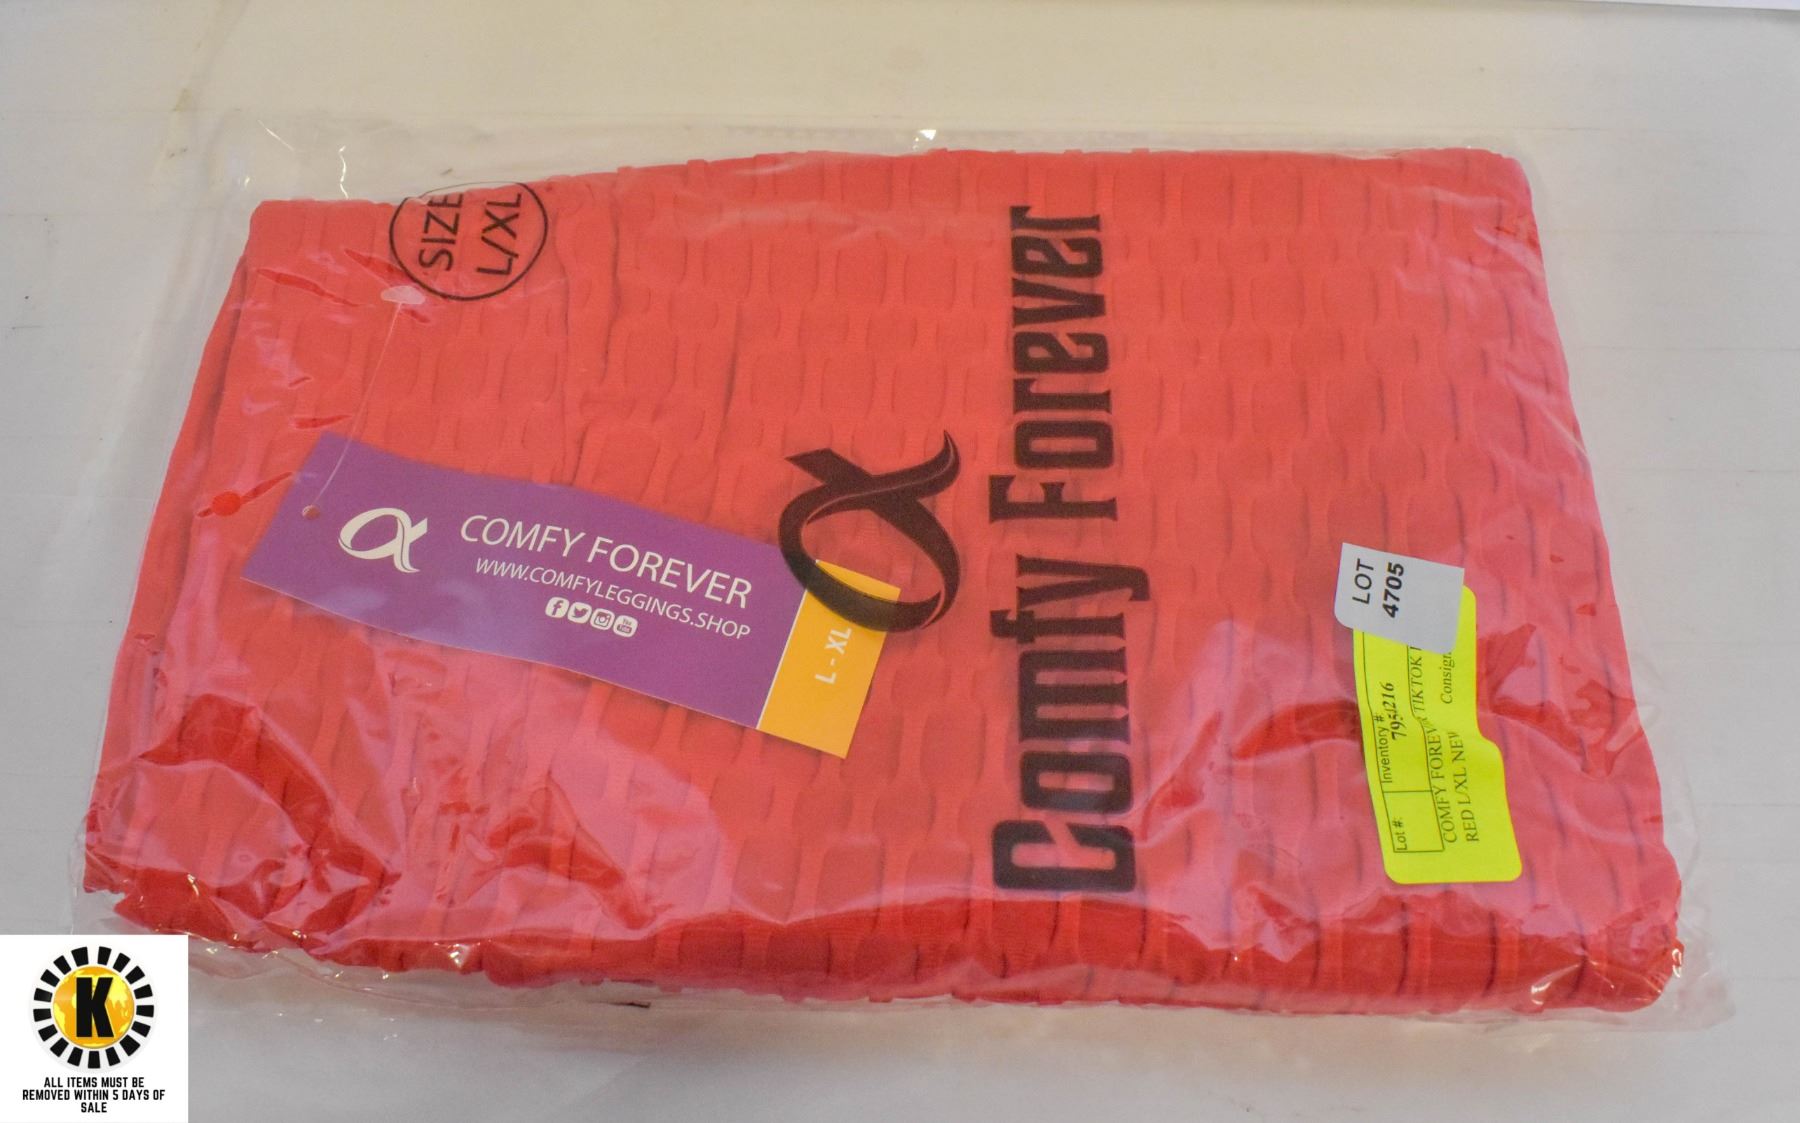 SIZE
L/XL
COMFY FOREVER
WWW.COMFYLEGGINGS.SHOP
L - XL
Comfy Forever
LOT
4705
Lot #:
Inventory #:
COMFY FOREV TIKTOK
Consign
RED L/XL NEW
K
ALL ITEMS MUST BE
REMOVED WITHIN 5 DAYS OF
SALE